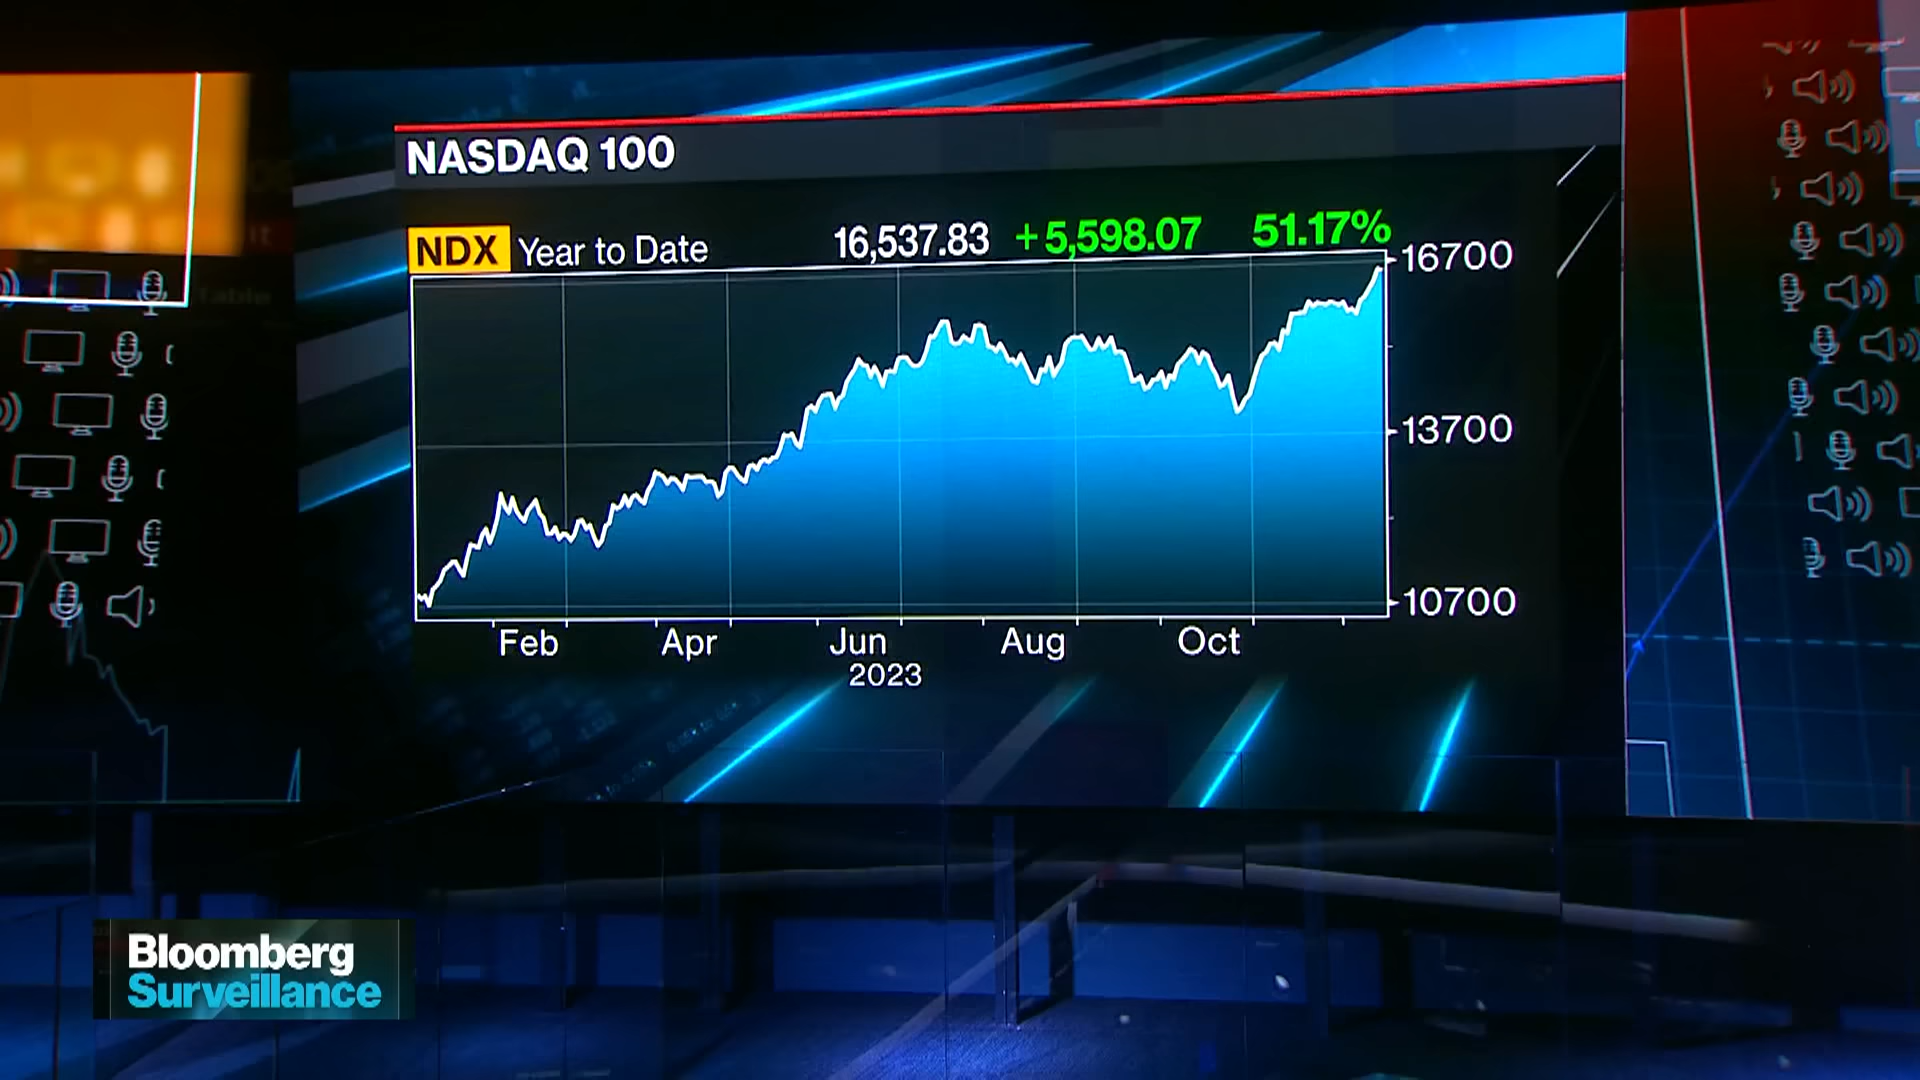 NASDAQ 100
NDX Year to Date 16,537.83 +5,598.07 51.17%
16700
13700
10700
Feb Apr Jun Aug Oct
2023
Bloomberg
Surveillance